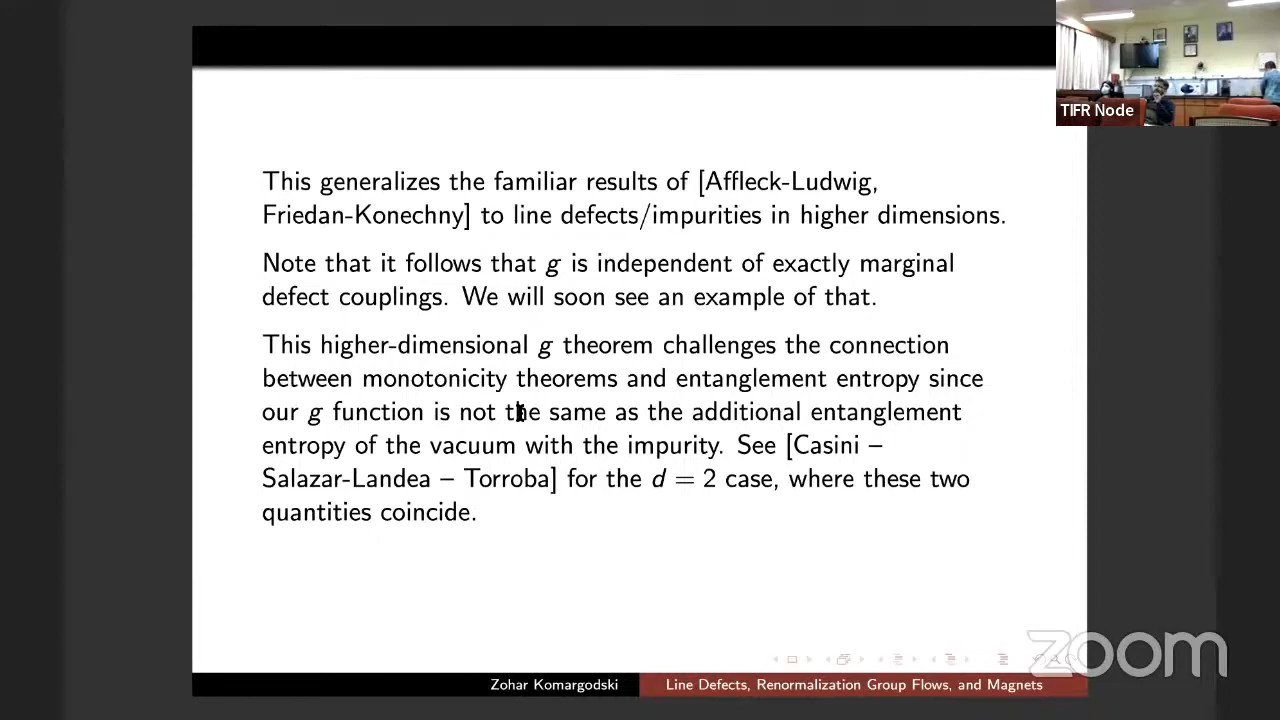 TIFR Node
This generalizes the familiar results of [Affleck-Ludwig,
Friedan-Konechny] to line defects/impurities in higher dimensions.
Note that it follows that g is independent of exactly marginal
defect couplings. We will soon see an example of that.
This higher-dimensional g theorem challenges the connection
between monotonicity theorems and entanglement entropy since
our g function is not the same as the additional entanglement
entropy of the vacuum with the impurity. See [Casini –
Salazar-Landea – Torroba] for the d = 2 case, where these two
quantities coincide.
zoom
Zohar Komargodski
Line Defects, Renormalization Group Flows, and Magnets